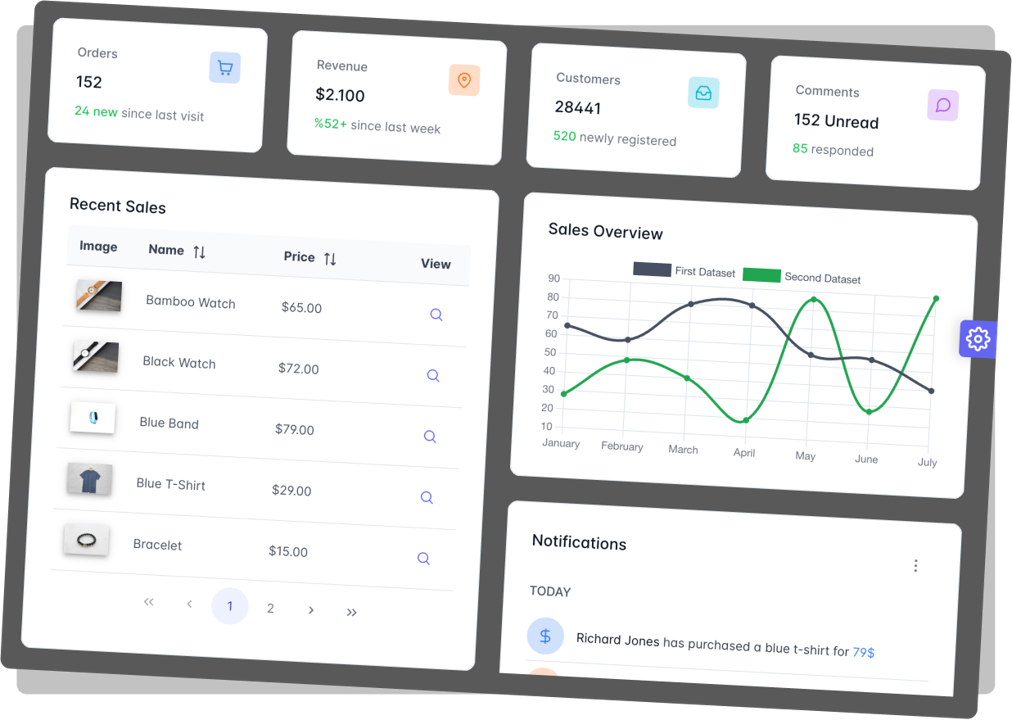 Orders
152
24 new since last visit
Revenue
$2.100
%52+ since last week
Customers
28441
520 newly registered
Comments
152 Unread
85 responded
Recent Sales
Image Name Price View
Bamboo Watch $65.00
Black Watch $72.00
Blue Band $79.00
Blue T-Shirt $29.00
Bracelet $15.00
1 2
Sales Overview
First Dataset Second Dataset
90
80
70
60
50
40
30
20
10
January February March April May June July
Notifications
TODAY
$ Richard Jones has purchased a blue t-shirt for 79$